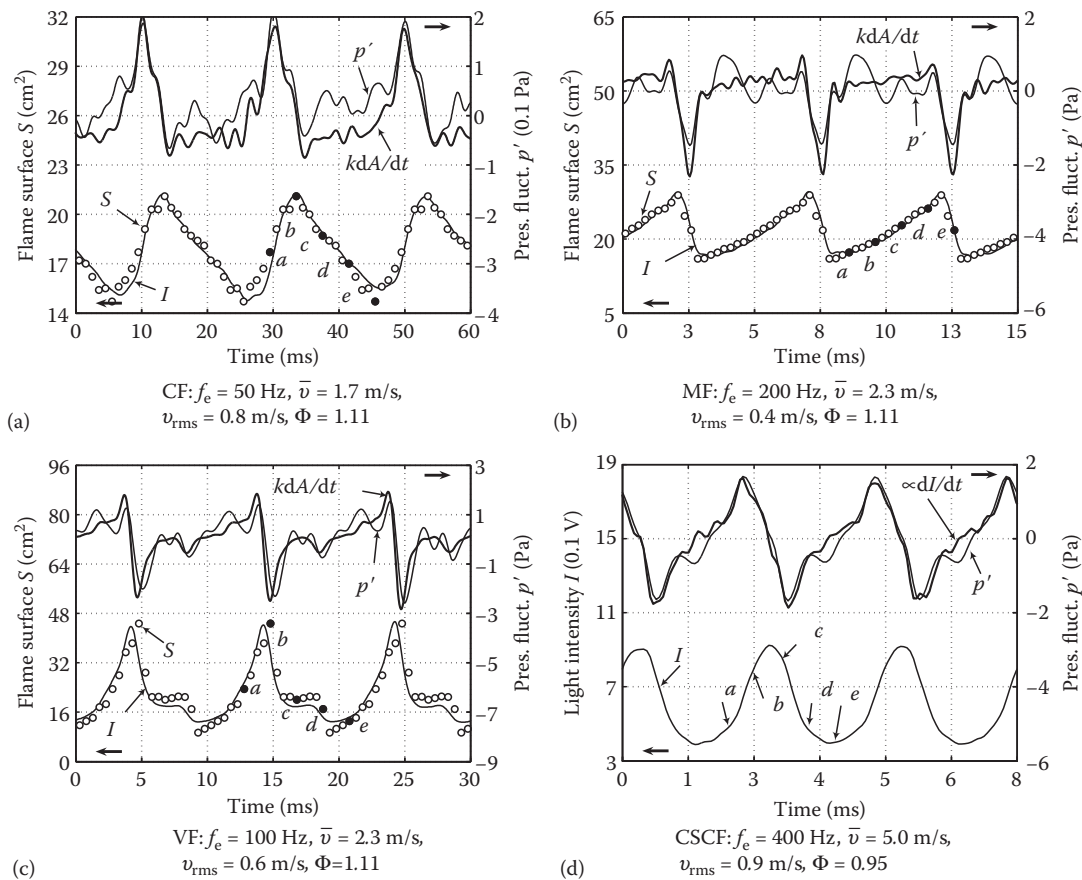 32
28
26
24
23
20
17
14
Flame surface S (cm²)
2
1
0
−1
−2
−3
−4
Pres. fluct. p′ (0.1 Pa)
p′
kdA/dt
S
I
a
b
c
d
e
0 10 20 30 40 50 60
Time (ms)
(a)
CF: fe = 50 Hz, v̅ = 1.7 m/s,
υrms = 0.8 m/s, Φ = 1.11
65
50
35
20
5
Flame surface S (cm²)
2
0
−2
−4
−6
Pres. fluct. p′ (Pa)
kdA/dt
p′
S
I
a
b
c
d
e
0 3 5 8 10 13 15
Time (ms)
(b)
MF: fe = 200 Hz, v̅ = 2.3 m/s,
υrms = 0.4 m/s, Φ = 1.11
96
80
64
48
32
16
0
Flame surface S (cm²)
3
1
−1
−3
−5
−7
−9
Pres. fluct. p′ (Pa)
kdA/dt
p′
S
I
a
b
c
d
e
0 5 10 15 20 25 30
Time (ms)
(c)
VF: fe = 100 Hz, v̅ = 2.3 m/s,
υrms = 0.6 m/s, Φ=1.11
19
15
11
7
3
Light intensity I (0.1 V)
2
0
−2
−4
−6
Pres. fluct. p′ (Pa)
∝dI/dt
p′
I
a
b
c
d
e
0 1 3 4 5 6 8
Time (ms)
(d)
CSCF: fe = 400 Hz, v̅ = 5.0 m/s,
υrms = 0.9 m/s, Φ = 0.95